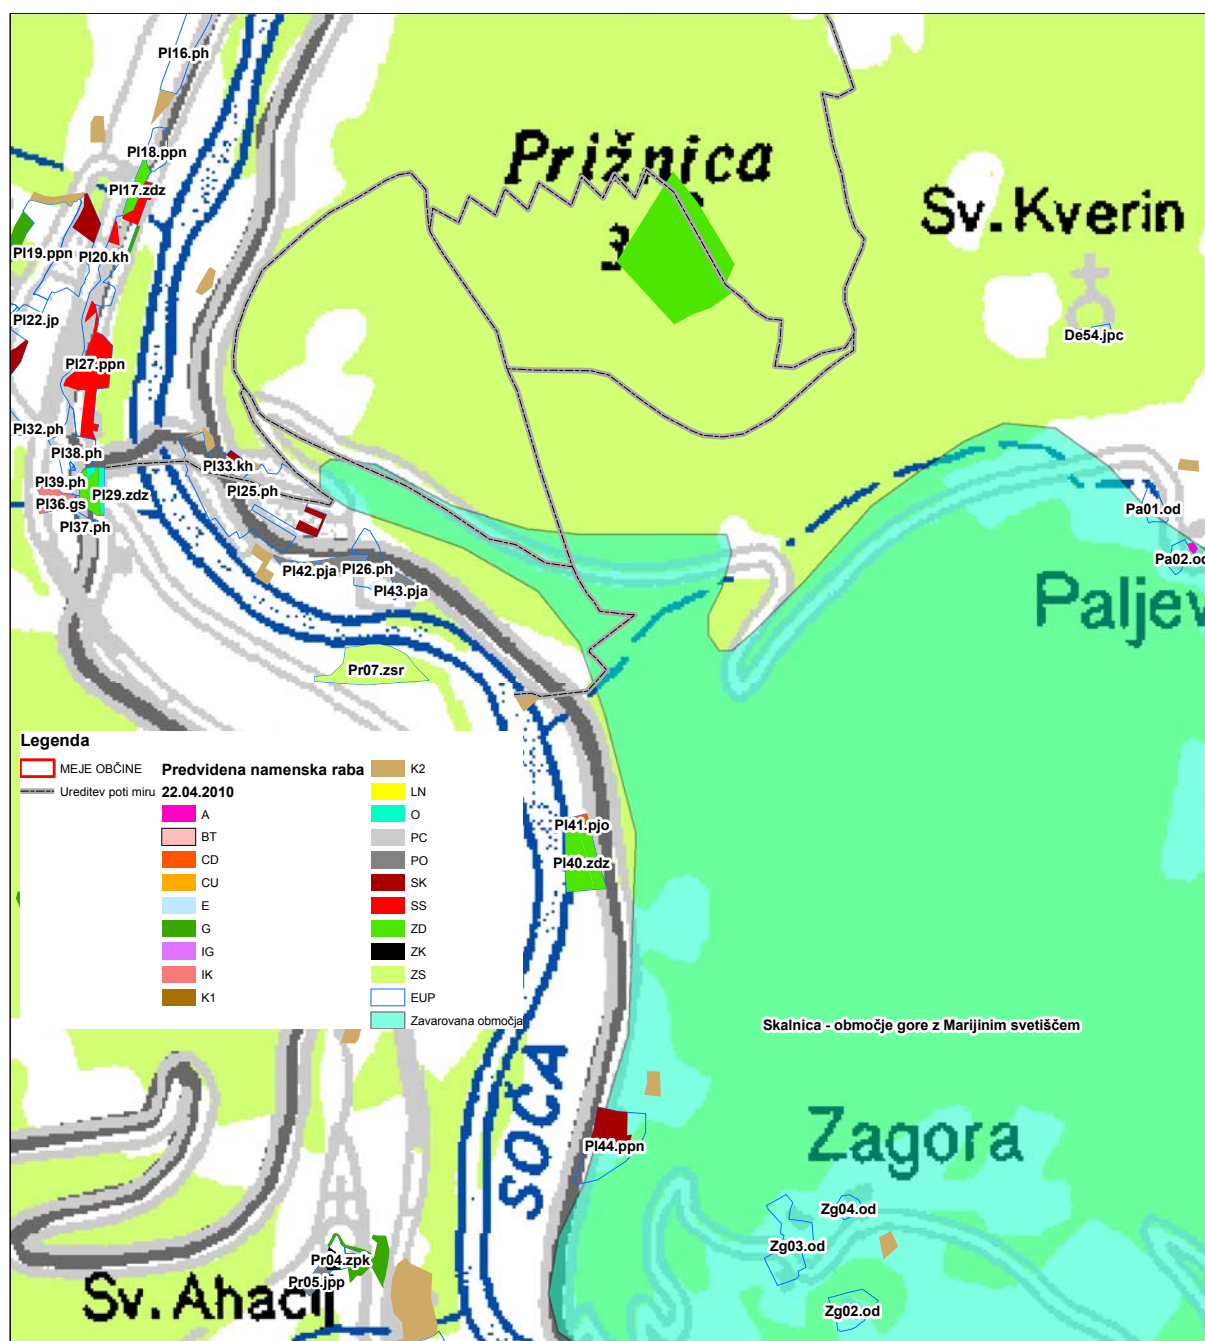 Pl16.ph
Pl18.ppn
Pl17.zdz
Prižnica
Sv.Kverin
Pl19.ppn
Pl20.kh
Pl22.jp
De54.jpc
Pl27.ppn
Pl32.ph
Pl38.ph
Pl33.kh
Pl39.ph
Pl29.zdz
Pl25.ph
Pl36.gs
Pl37.ph
Pa01.od
Pa02.od
Pl42.pja
Pl26.ph
Pl43.pja
Paljev
Pr07.zsr
Legenda
MEJE OBČINE
Ureditev poti miru
Predvidena namenska raba
22.04.2010
A
BT
CD
CU
E
G
IG
IK
K1
K2
LN
O
PC
PO
SK
SS
ZD
ZK
ZS
EUP
Zavarovana območja
Pl41.pjo
Pl40.zdz
Skalnica - območje gore z Marijinim svetiščem
SOČA
Pl44.ppn
Zagora
Zg04.od
Zg03.od
Zg02.od
Pr04.zpk
Pr05.jpp
Sv.Ahacij